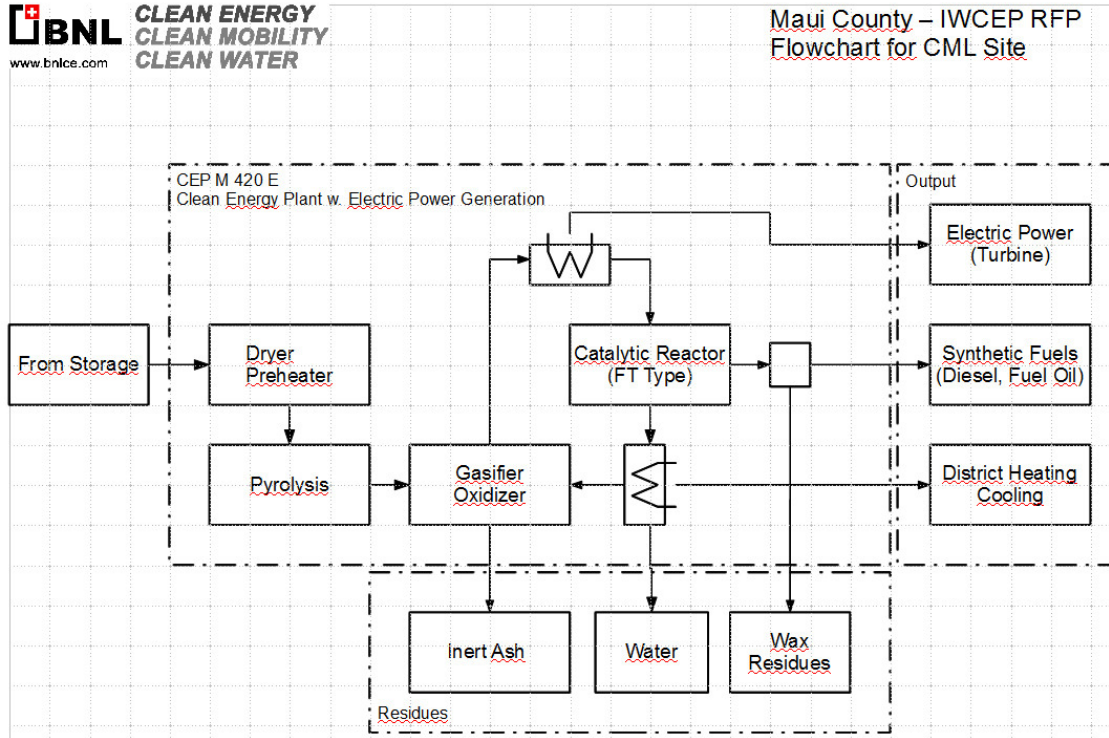 BNL
www.bnlce.com
CLEAN ENERGY
CLEAN MOBILITY
CLEAN WATER
Maui County – IWCEP RFP
Flowchart for CML Site
CEP M 420 E
Clean Energy Plant w. Electric Power Generation
Output
Electric Power
(Turbine)
From Storage
Dryer
Preheater
Catalytic Reactor
(FT Type)
Synthetic Fuels
(Diesel, Fuel Oil)
Pyrolysis
Gasifier
Oxidizer
District Heating
Cooling
Inert Ash
Water
Wax
Residues
Residues